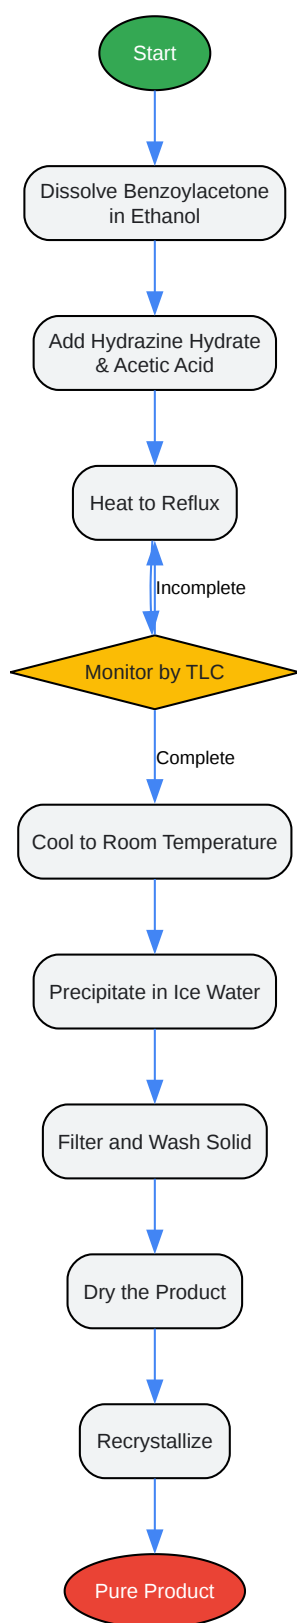 Start
Dissolve Benzoylacetone
in Ethanol
Add Hydrazine Hydrate
& Acetic Acid
Heat to Reflux
Incomplete
Monitor by TLC
Complete
Cool to Room Temperature
Precipitate in Ice Water
Filter and Wash Solid
Dry the Product
Recrystallize
Pure Product